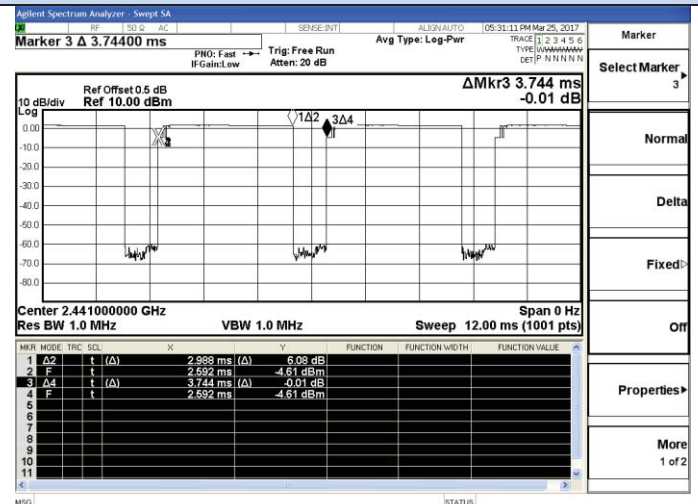 Agilent Spectrum Analyzer - Swept SA
RF 50 Ω AC SENSE:INT ALIGNAUTO 05:31:11 PM Mar 25, 2017
Marker 3 Δ 3.74400 ms
PNO: Fast
IFGain:Low
Trig: Free Run
Atten: 20 dB
Avg Type: Log-Pwr
TRACE 1 2 3 4 5 6
TYPE
DET P N N N N N
Ref Offset 0.5 dB
10 dB/div Ref 10.00 dBm
Log
ΔMkr3 3.744 ms
-0.01 dB
1Δ2
3Δ4
0.00
-10.0
-20.0
-30.0
-40.0
-50.0
-60.0
-70.0
-80.0
Center 2.441000000 GHz Span 0 Hz
Res BW 1.0 MHz VBW 1.0 MHz Sweep 12.00 ms (1001 pts)
MKR MODE TRC SCL X Y FUNCTION FUNCTION WIDTH FUNCTION VALUE
1 Δ2 t (Δ) 2.988 ms (Δ) 6.08 dB
2 F t 2.592 ms -4.61 dBm
3 Δ4 t (Δ) 3.744 ms (Δ) -0.01 dB
4 F t 2.592 ms -4.61 dBm
5
6
7
8
9
10
11
MSG STATUS
Marker
Select Marker
3
Normal
Delta
Fixed
Off
Properties
More
1 of 2